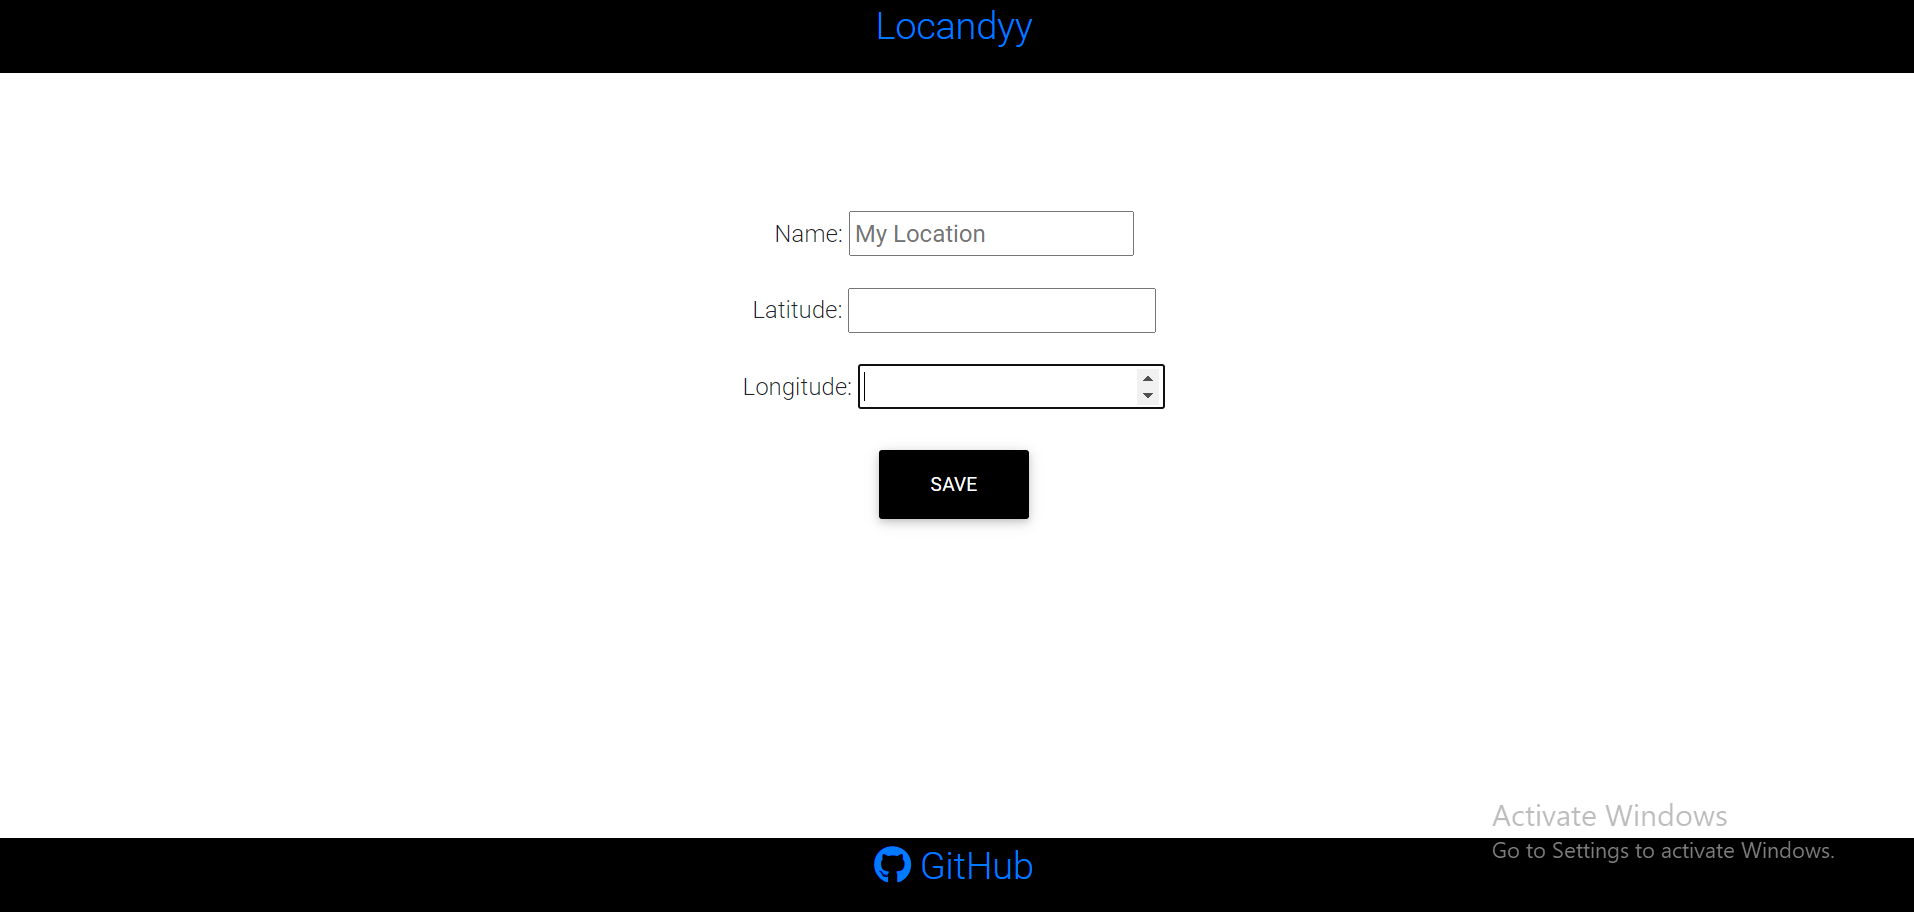 Locandyy
Name: My Location
Latitude:
Longitude:
SAVE
Activate Windows
Go to Settings to activate Windows.
GitHub